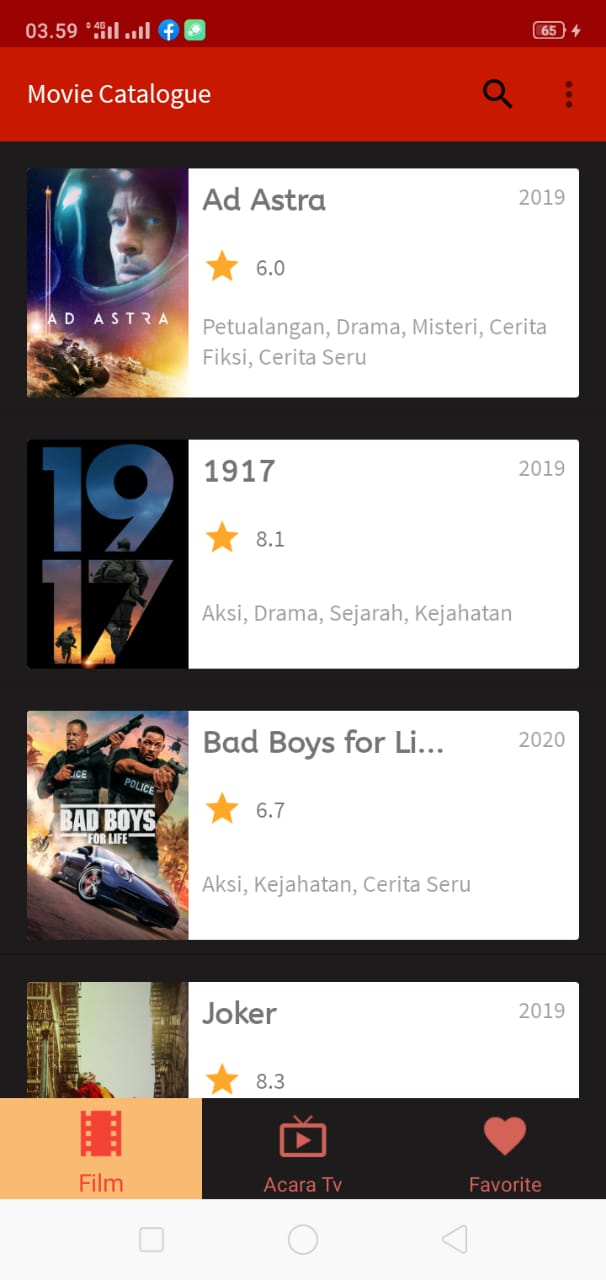 03.59 4G 65
Movie Catalogue
Ad Astra 2019
6.0
Petualangan, Drama, Misteri, Cerita
Fiksi, Cerita Seru
AD ASTRA
1917 2019
8.1
Aksi, Drama, Sejarah, Kejahatan
19
17
Bad Boys for Li... 2020
6.7
Aksi, Kejahatan, Cerita Seru
POLICE
BAD BOYS
FOR LIFE
Joker 2019
8.3
Film Acara Tv Favorite